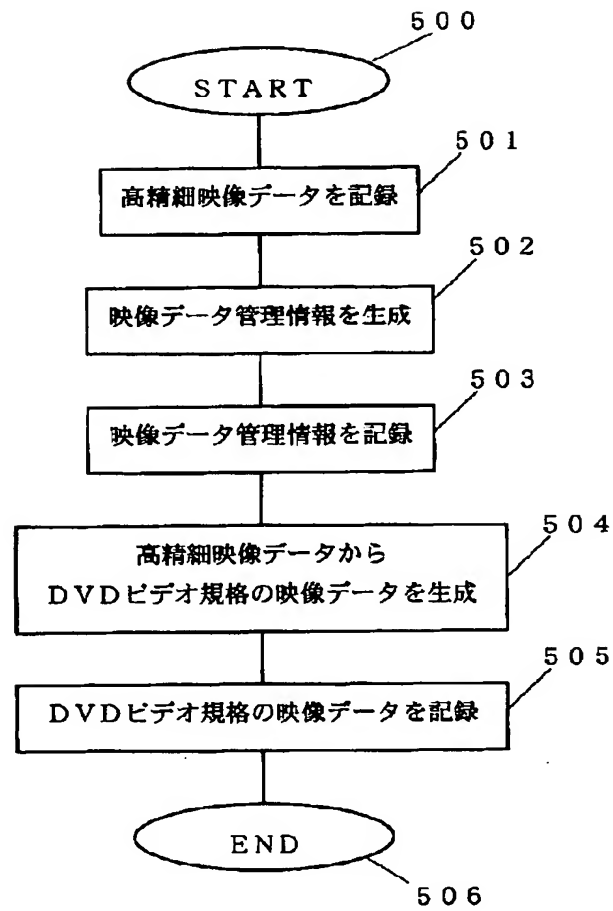 ５００
ＳＴＡＲＴ
５０１
高精細映像データを記録
５０２
映像データ管理情報を生成
５０３
映像データ管理情報を記録
５０４
高精細映像データから
ＤＶＤビデオ規格の映像データを生成
５０５
ＤＶＤビデオ規格の映像データを記録
ＥＮＤ
５０６